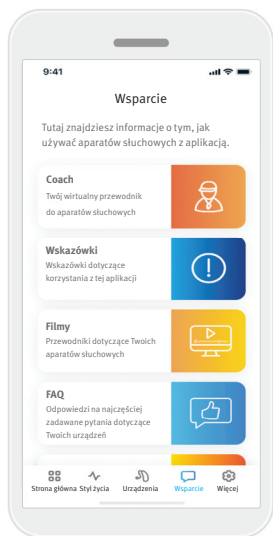 9:41
Wsparcie
Tutaj znajdziesz informacje o tym, jak
używać aparatów słuchowych z aplikacją.
Coach
Twój wirtualny przewodnik
do aparatów słuchowych
Wskazówki
Wskazówki dotyczące
korzystania z tej aplikacji
Filmy
Przewodniki dotyczące Twoich
aparatów słuchowych
FAQ
Odpowiedzi na najczęściej
zadawane pytania dotyczące
Twoich urządzeń
Strona główna Styl życia Urządzenia Wsparcie Więcej